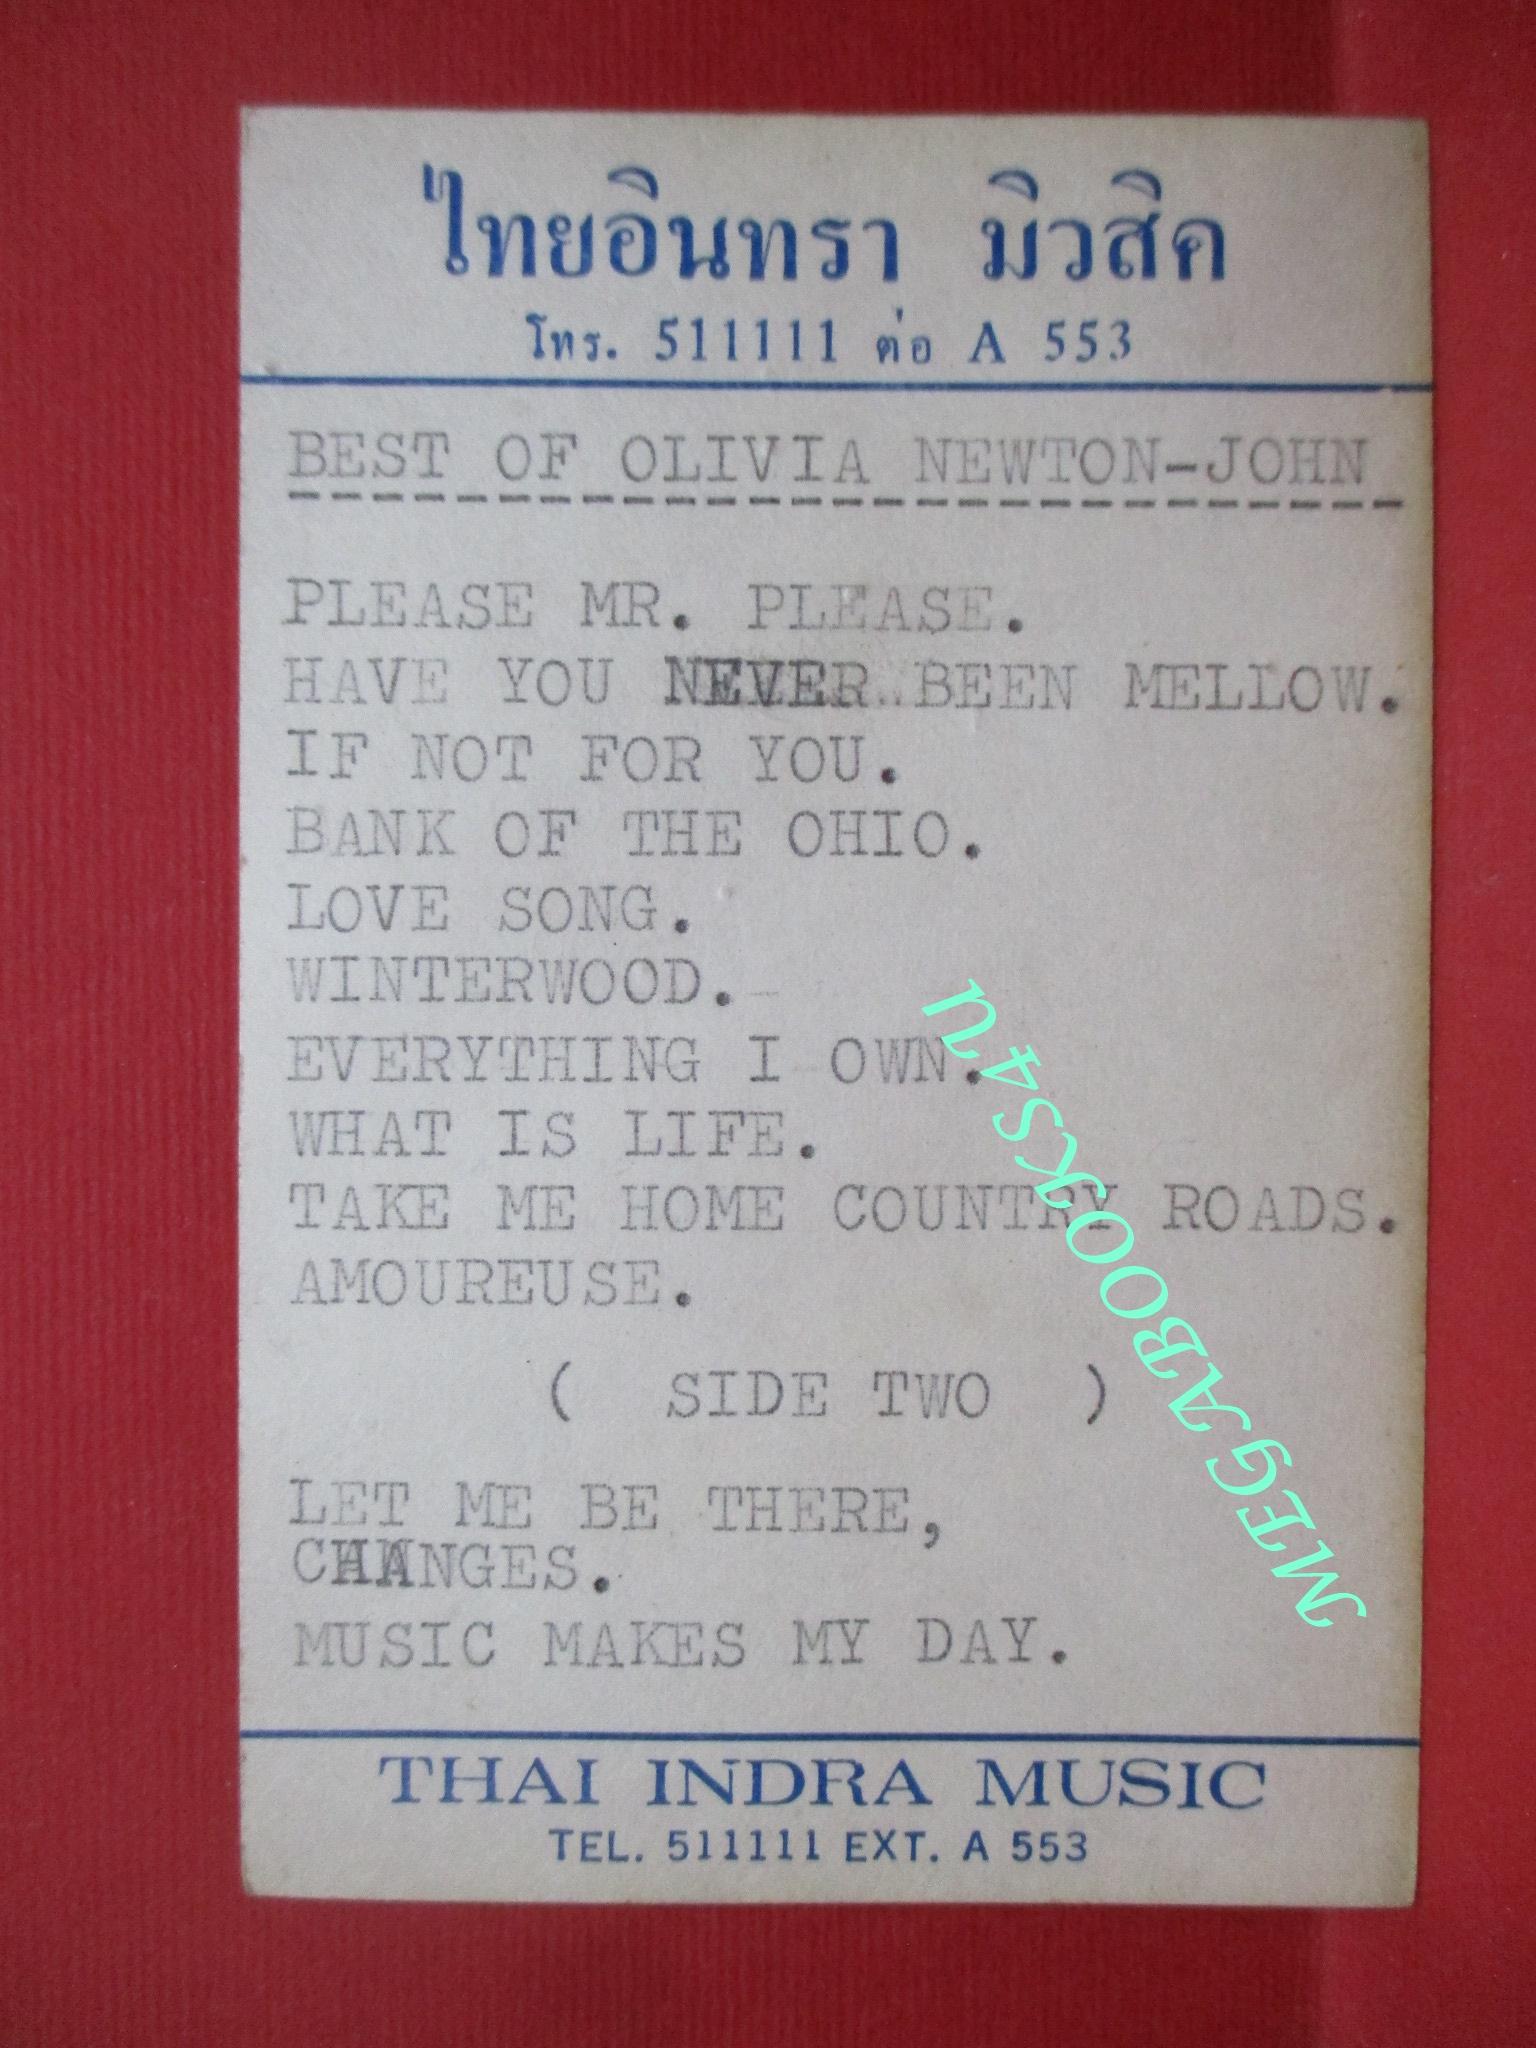 ไทยอินทรา มิวสิค
โทร. 511111 ต่อ A 553
BEST OF OLIVIA NEWTON-JOHN
PLEASE MR. PLEASE.
HAVE YOU NEVER BEEN MELLOW.
IF NOT FOR YOU.
BANK OF THE OHIO.
LOVE SONG.
WINTERWOOD.
EVERYTHING I OWN.
WHAT IS LIFE.
TAKE ME HOME COUNTRY ROADS.
AMOUREUSE.
( SIDE TWO )
LET ME BE THERE,
CHANGES.
MUSIC MAKES MY DAY.
THAI INDRA MUSIC
TEL. 511111 EXT. A 553
MEGABOOKS4U